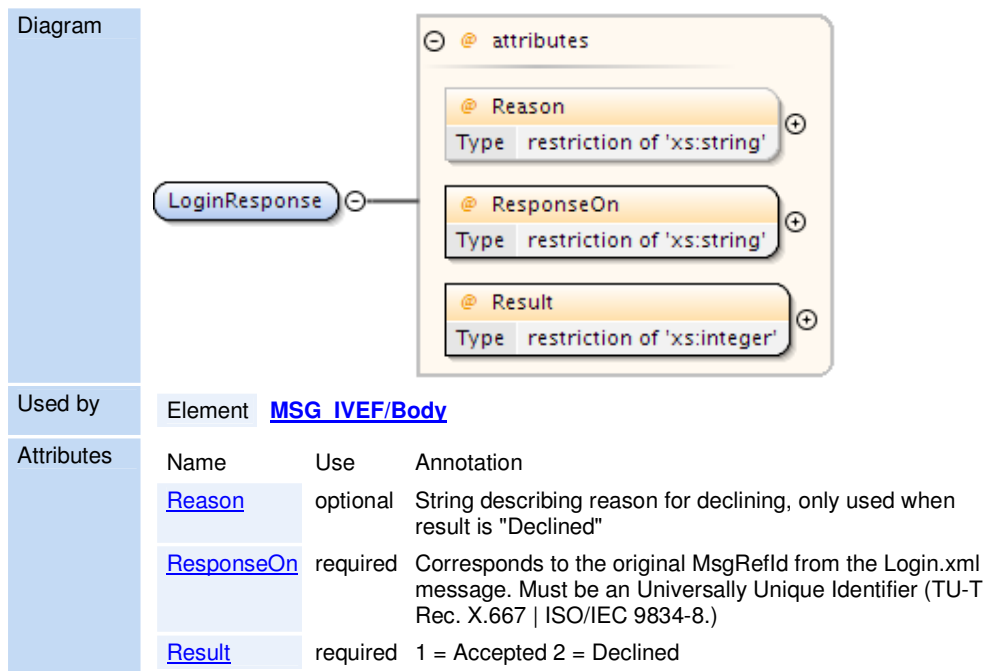 Diagram
@ attributes
@ Reason
Type restriction of 'xs:string'
LoginResponse
@ ResponseOn
Type restriction of 'xs:string'
@ Result
Type restriction of 'xs:integer'
Used by
Element MSG_IVEF/Body
Attributes
Name Use Annotation
Reason optional String describing reason for declining, only used when
result is "Declined"
ResponseOn required Corresponds to the original MsgRefId from the Login.xml
message. Must be an Universally Unique Identifier (TU-T
Rec. X.667 | ISO/IEC 9834-8.)
Result required 1 = Accepted 2 = Declined